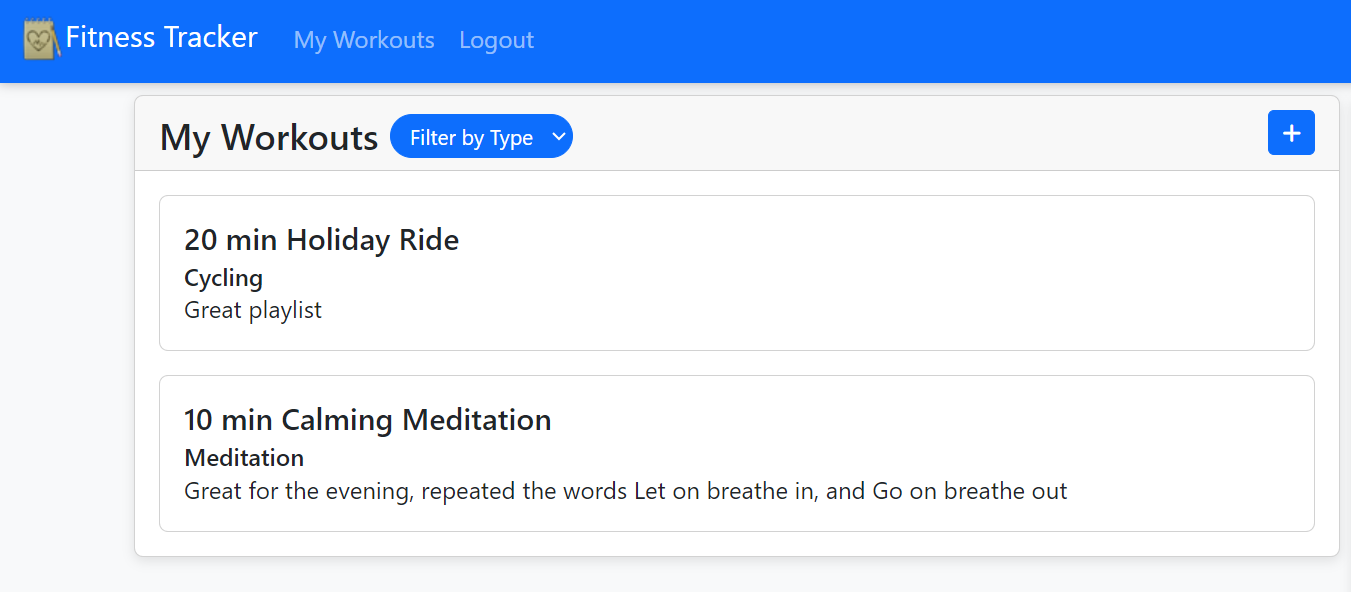 Fitness Tracker My Workouts Logout
My Workouts Filter by Type
+
20 min Holiday Ride
Cycling
Great playlist
10 min Calming Meditation
Meditation
Great for the evening, repeated the words Let on breathe in, and Go on breathe out